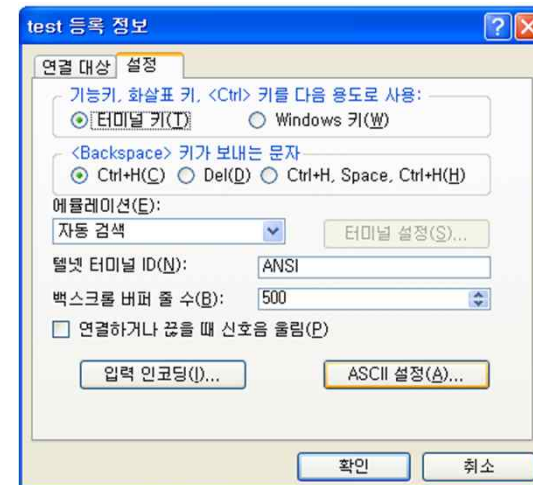 test 등록 정보
연결 대상 설정
기능키, 화살표 키, <Ctrl> 키를 다음 용도로 사용:
터미널 키(T) Windows 키(W)
<Backspace> 키가 보내는 문자
Ctrl+H(C) Del(D) Ctrl+H, Space, Ctrl+H(H)
에뮬레이션(E):
자동 검색 터미널 설정(S)...
텔넷 터미널 ID(N): ANSI
백스크롤 버퍼 줄 수(B): 500
연결하거나 끊을 때 신호음 울림(P)
입력 인코딩(I)... ASCII 설정(A)...
확인 취소